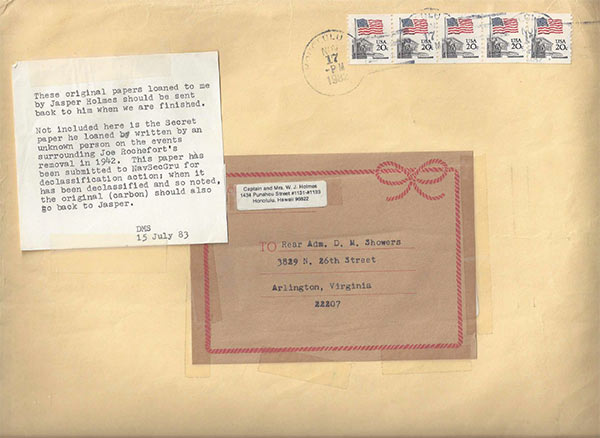 17
PM
1982
USA
20c
USA
20c
USA
20c
USA
20c
USA
20c
These original papers loaned to me
by Jasper Holmes should be sent
back to him when we are finished.
Not included here is the Secret
paper he loaned by written by an
unknown person on the events
surrounding Joe Rochefort's
removal in 1942. This paper has
been submitted to NavSecGru for
declassification action; when it
has been declassified and so noted,
the original (carbon) should also
go back to Jasper.
DMS
15 July 83
Captain and Mrs. W. J. Holmes
1434 Punahou Street #1151-#1193
Honolulu, Hawaii 96822
TO Rear Adm. D. M. Showers
3829 N. 26th Street
Arlington, Virginia
22207